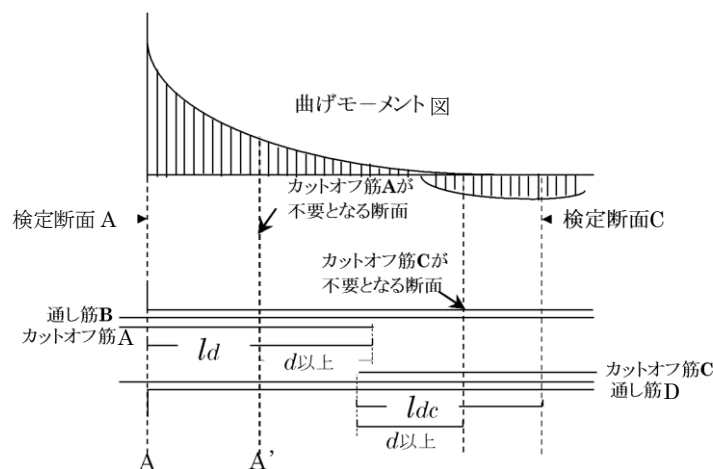 曲げモーメント図
カットオフ筋Aが
不要となる断面
検定断面 A
検定断面C
カットオフ筋Cが
不要となる断面
通し筋B
カットオフ筋A
ld
d以上
カットオフ筋C
通し筋D
ldc
d以上
A
A’